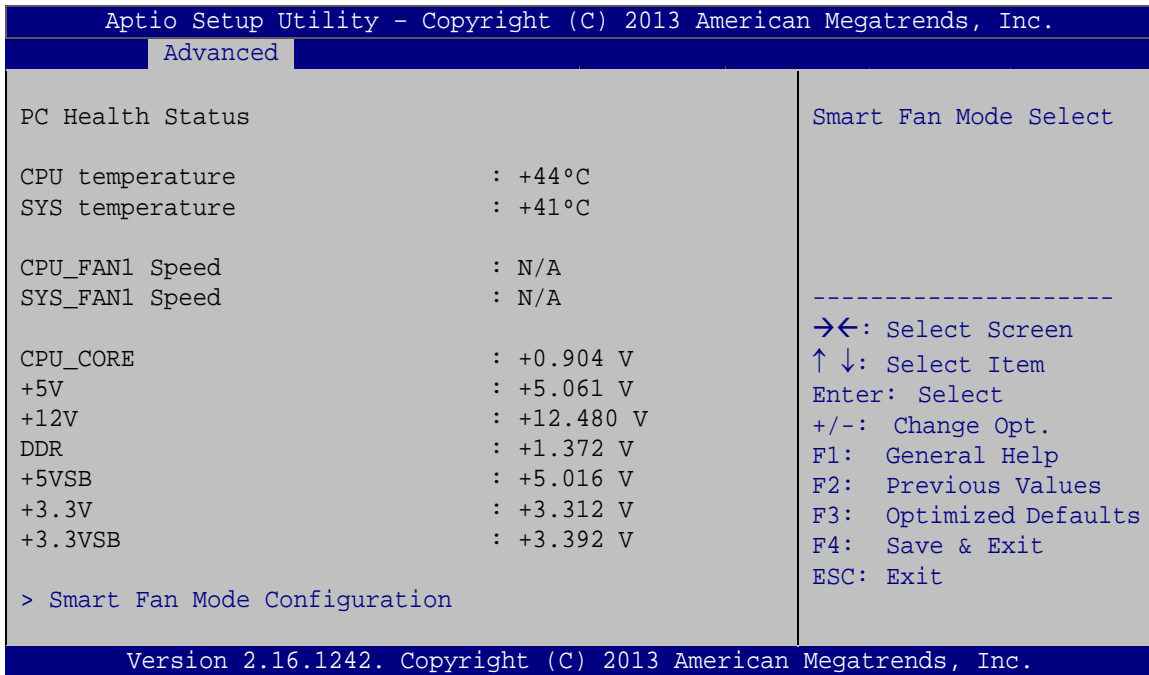 Aptio Setup Utility – Copyright (C) 2013 American Megatrends, Inc.
Advanced
PC Health Status
CPU temperature : +44ºC
SYS temperature : +41ºC
CPU_FAN1 Speed : N/A
SYS_FAN1 Speed : N/A
CPU_CORE : +0.904 V
+5V : +5.061 V
+12V : +12.480 V
DDR : +1.372 V
+5VSB : +5.016 V
+3.3V : +3.312 V
+3.3VSB : +3.392 V
> Smart Fan Mode Configuration
Smart Fan Mode Select
---------------------
→←: Select Screen
↑ ↓: Select Item
Enter: Select
+/-: Change Opt.
F1: General Help
F2: Previous Values
F3: Optimized Defaults
F4: Save & Exit
ESC: Exit
Version 2.16.1242. Copyright (C) 2013 American Megatrends, Inc.